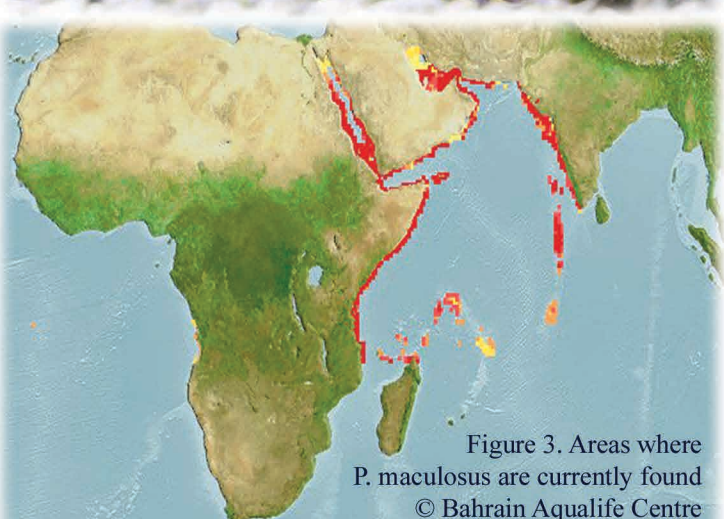 Figure 3. Areas where
P. maculosus are currently found
© Bahrain Aqualife Centre